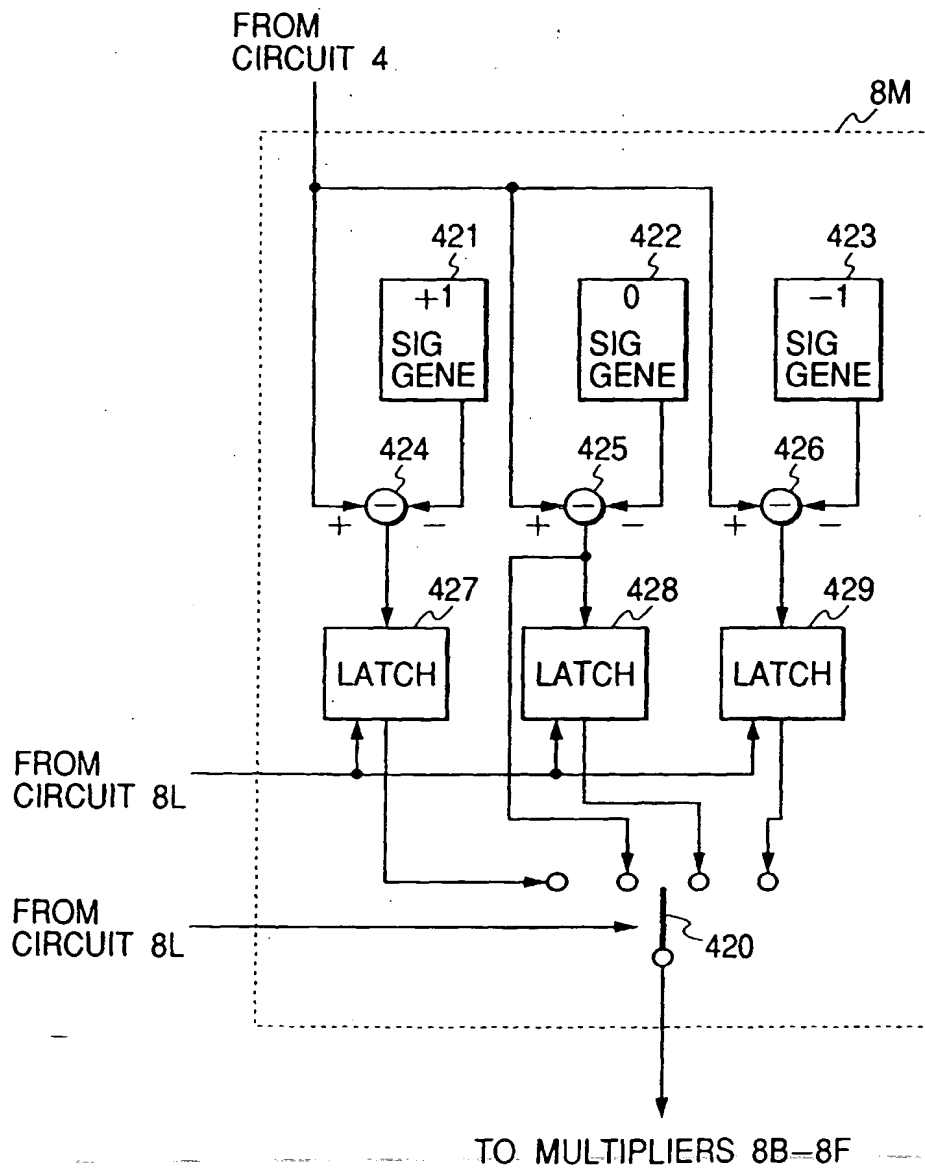 FROM
CIRCUIT 4
8M
421
422
423
+1
SIG
GENE
0
SIG
GENE
−1
SIG
GENE
424
425
426
−
−
−
+ −
+ −
+ −
427
428
429
LATCH
LATCH
LATCH
FROM
CIRCUIT 8L
FROM
CIRCUIT 8L
420
TO MULTIPLIERS 8B−8F